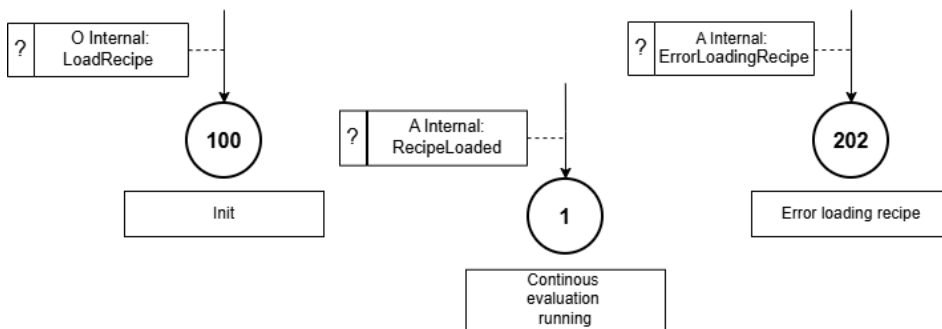 ?
O Internal:
LoadRecipe
100
Init
?
A Internal:
RecipeLoaded
1
Continous
evaluation
running
?
A Internal:
ErrorLoadingRecipe
202
Error loading recipe